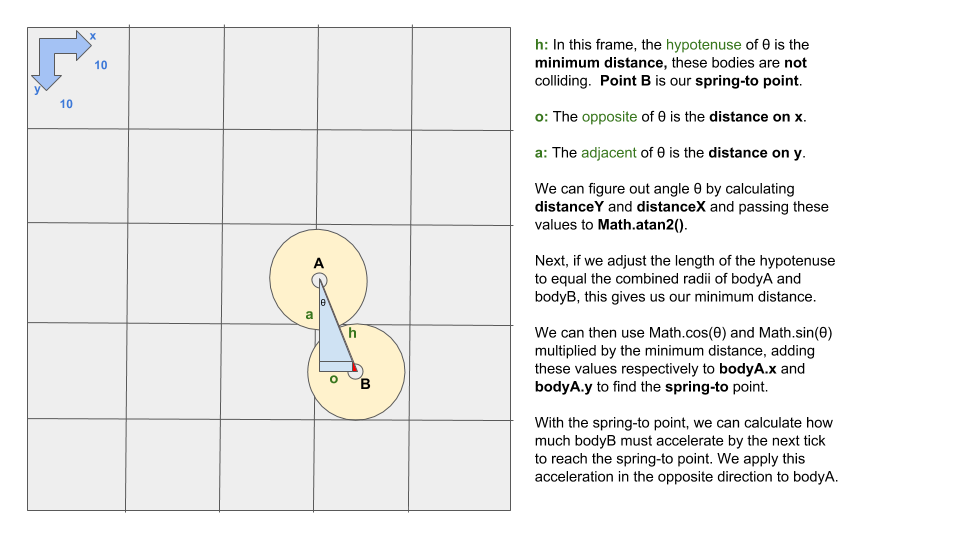 x
10
y
10
A
θ
a
h
o
B
h: In this frame, the hypotenuse of θ is the
minimum distance, these bodies are not
colliding.  Point B is our spring-to point.
o: The opposite of θ is the distance on x.
a: The adjacent of θ is the distance on y.
We can figure out angle θ by calculating
distanceY and distanceX and passing these
values to Math.atan2().
Next, if we adjust the length of the hypotenuse
to equal the combined radii of bodyA and
bodyB, this gives us our minimum distance.
We can then use Math.cos(θ) and Math.sin(θ)
multiplied by the minimum distance, adding
these values respectively to bodyA.x and
bodyA.y to find the spring-to point.
With the spring-to point, we can calculate how
much bodyB must accelerate by the next tick
to reach the spring-to point. We apply this
acceleration in the opposite direction to bodyA.